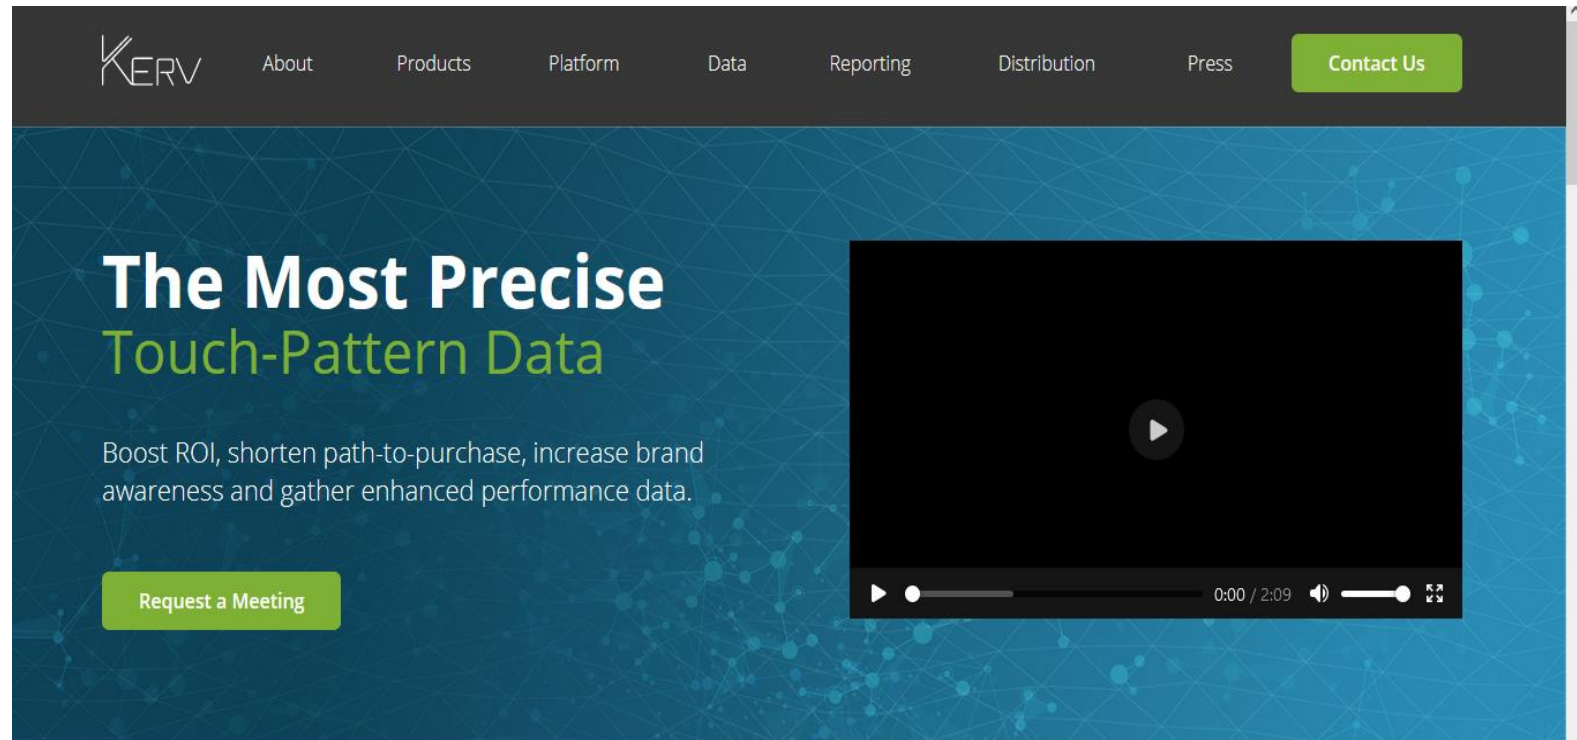 KERV
About
Products
Platform
Data
Reporting
Distribution
Press
Contact Us
The Most Precise
Touch-Pattern Data
Boost ROI, shorten path-to-purchase, increase brand
awareness and gather enhanced performance data.
Request a Meeting
0:00 / 2:09